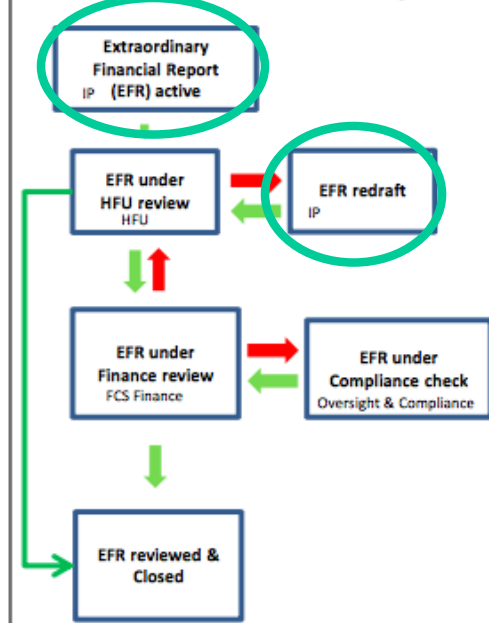 Extraordinary
Financial Report
IP (EFR) active
EFR under
HFU review
HFU
EFR redraft
IP
EFR under
Finance review
FCS Finance
EFR under
Compliance check
Oversight & Compliance
EFR reviewed &
Closed